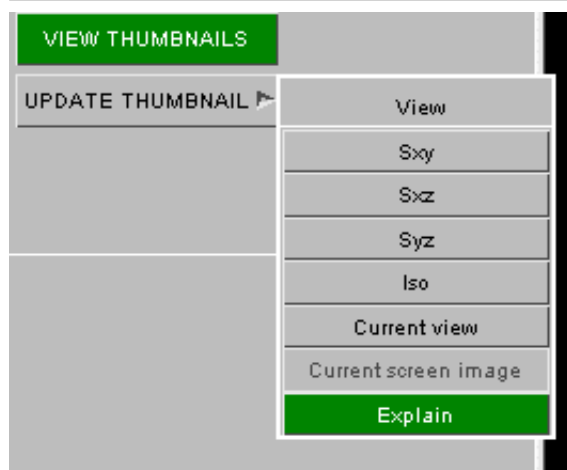 VIEW THUMBNAILS
UPDATE THUMBNAIL
View
Sxy
Sxz
Syz
Iso
Current view
Current screen image
Explain